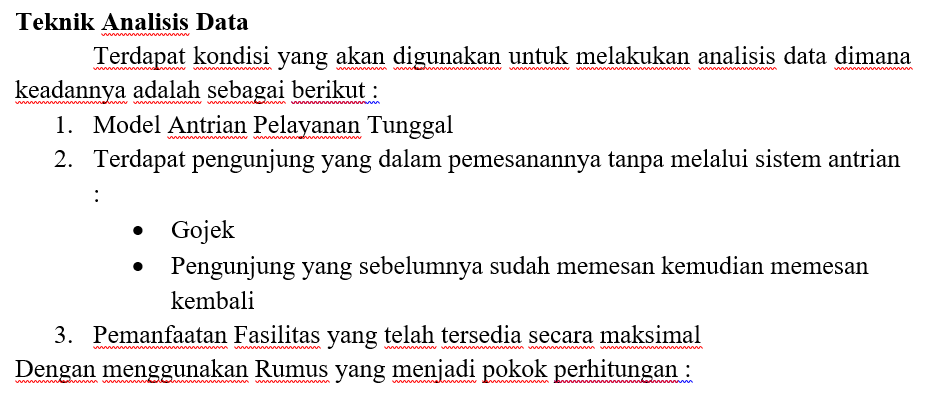 Teknik Analisis Data
Terdapat kondisi yang akan digunakan untuk melakukan analisis data dimana
keadannya adalah sebagai berikut :
1. Model Antrian Pelayanan Tunggal
2. Terdapat pengunjung yang dalam pemesanannya tanpa melalui sistem antrian
:
• Gojek
• Pengunjung yang sebelumnya sudah memesan kemudian memesan
kembali
3. Pemanfaatan Fasilitas yang telah tersedia secara maksimal
Dengan menggunakan Rumus yang menjadi pokok perhitungan :